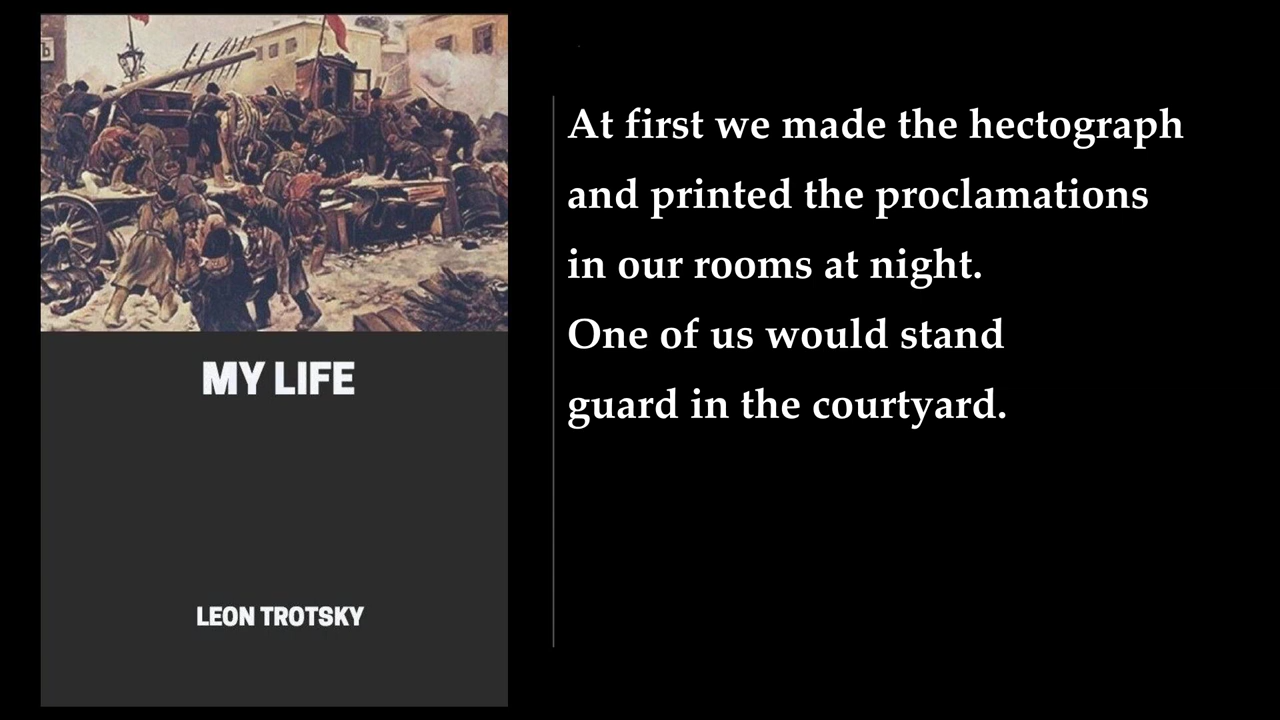 MY LIFE
LEON TROTSKY
At first we made the hectograph
and printed the proclamations
in our rooms at night.
One of us would stand
guard in the courtyard.